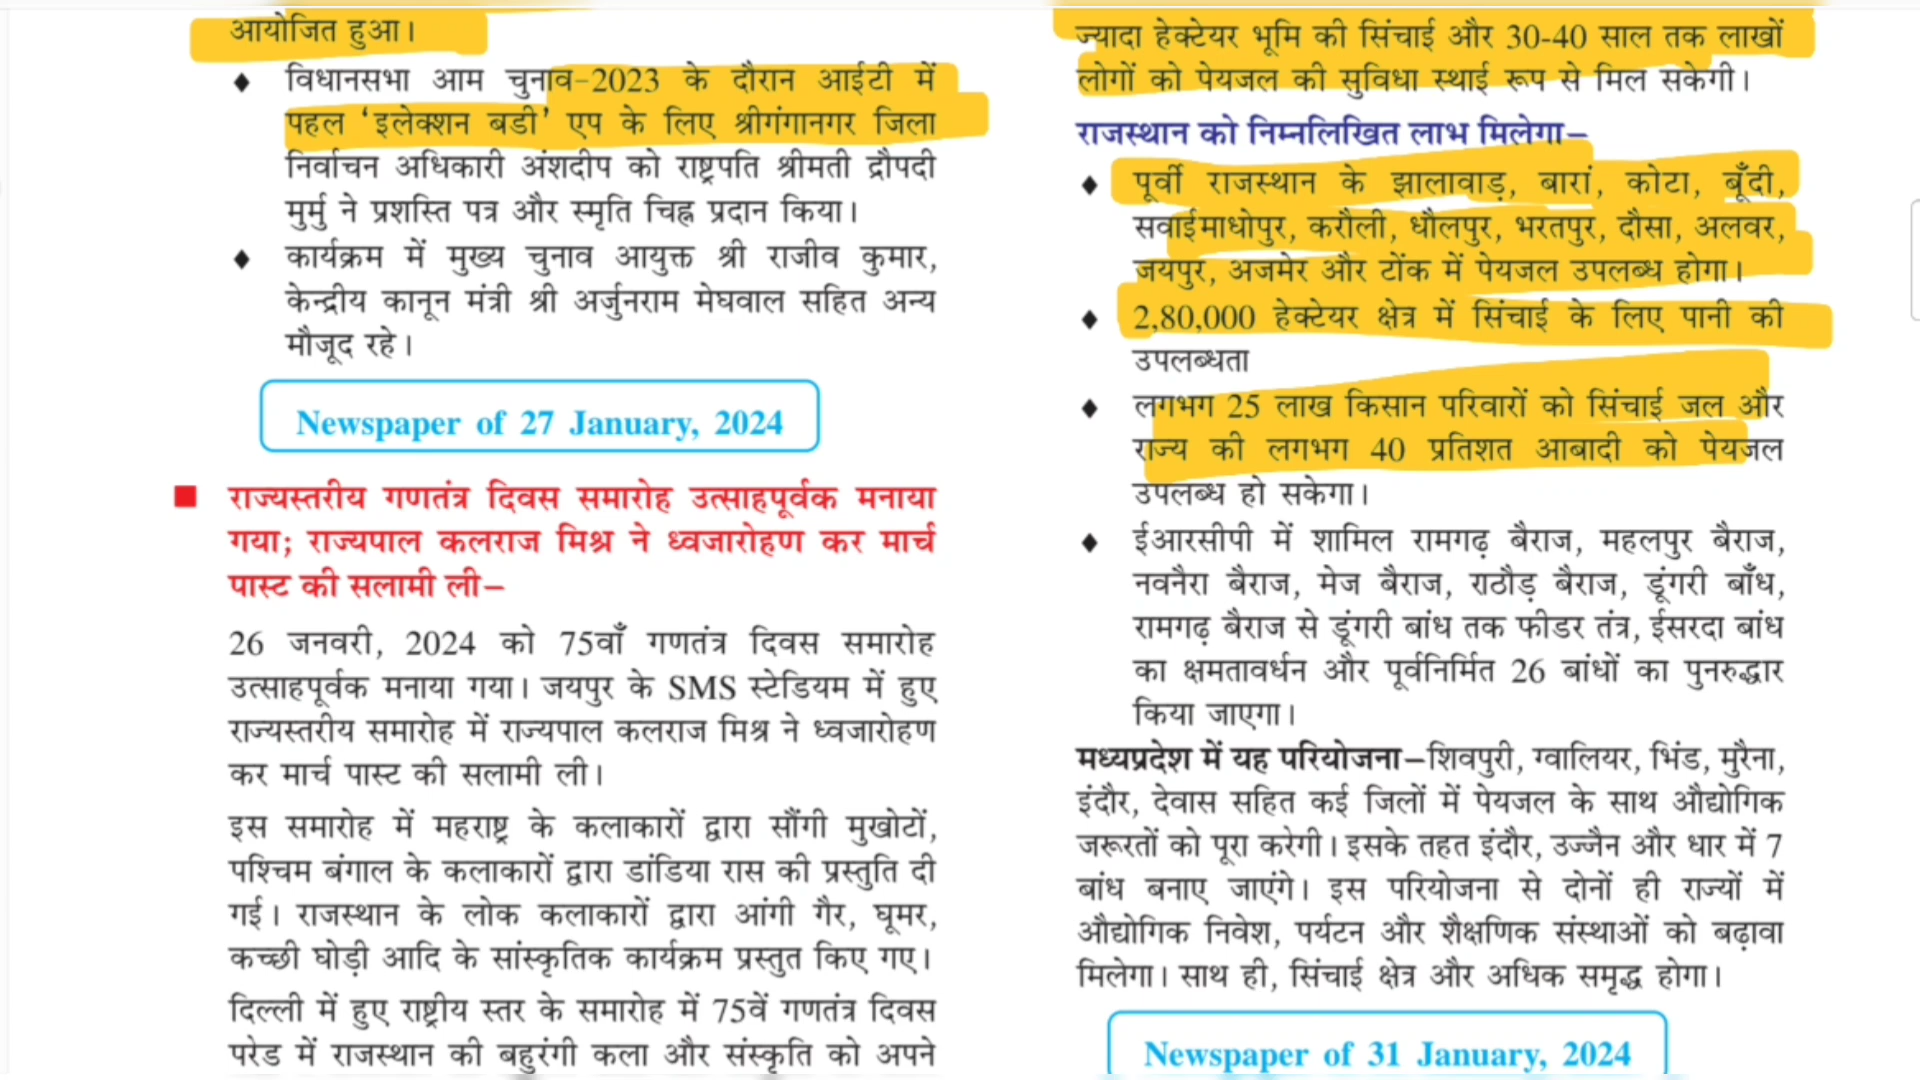 आयोजित हुआ।
♦ विधानसभा आम चुनाव-2023 के दौरान आईटी में
पहल ‘इलेक्शन बडी’ एप के लिए श्रीगंगानगर जिला
निर्वाचन अधिकारी अंशदीप को राष्ट्रपति श्रीमती द्रौपदी
मुर्मु ने प्रशस्ति पत्र और स्मृति चिह्न प्रदान किया।
♦ कार्यक्रम में मुख्य चुनाव आयुक्त श्री राजीव कुमार,
केन्द्रीय कानून मंत्री श्री अर्जुनराम मेघवाल सहित अन्य
मौजूद रहे।
Newspaper of 27 January, 2024
■ राज्यस्तरीय गणतंत्र दिवस समारोह उत्साहपूर्वक मनाया
गया; राज्यपाल कलराज मिश्र ने ध्वजारोहण कर मार्च
पास्ट की सलामी ली–
26 जनवरी, 2024 को 75वाँ गणतंत्र दिवस समारोह
उत्साहपूर्वक मनाया गया। जयपुर के SMS स्टेडियम में हुए
राज्यस्तरीय समारोह में राज्यपाल कलराज मिश्र ने ध्वजारोहण
कर मार्च पास्ट की सलामी ली।
इस समारोह में महराष्ट्र के कलाकारों द्वारा सौंगी मुखोटों,
पश्चिम बंगाल के कलाकारों द्वारा डांडिया रास की प्रस्तुति दी
गई। राजस्थान के लोक कलाकारों द्वारा आंगी गैर, घूमर,
कच्छी घोड़ी आदि के सांस्कृतिक कार्यक्रम प्रस्तुत किए गए।
दिल्ली में हुए राष्ट्रीय स्तर के समारोह में 75वें गणतंत्र दिवस
परेड में राजस्थान की बहुरंगी कला और संस्कृति को अपने
ज्यादा हेक्टेयर भूमि की सिंचाई और 30-40 साल तक लाखों
लोगों को पेयजल की सुविधा स्थाई रूप से मिल सकेगी।
राजस्थान को निम्नलिखित लाभ मिलेगा–
♦ पूर्वी राजस्थान के झालावाड़, बारां, कोटा, बूँदी,
सवाईमाधोपुर, करौली, धौलपुर, भरतपुर, दौसा, अलवर,
जयपुर, अजमेर और टोंक में पेयजल उपलब्ध होगा।
♦ 2,80,000 हेक्टेयर क्षेत्र में सिंचाई के लिए पानी की
उपलब्धता
♦ लगभग 25 लाख किसान परिवारों को सिंचाई जल और
राज्य की लगभग 40 प्रतिशत आबादी को पेयजल
उपलब्ध हो सकेगा।
♦ ईआरसीपी में शामिल रामगढ़ बैराज, महलपुर बैराज,
नवनैरा बैराज, मेज बैराज, राठौड़ बैराज, डूंगरी बाँध,
रामगढ़ बैराज से डूंगरी बांध तक फीडर तंत्र, ईसरदा बांध
का क्षमतावर्धन और पूर्वनिर्मित 26 बांधों का पुनरुद्धार
किया जाएगा।
मध्यप्रदेश में यह परियोजना–शिवपुरी, ग्वालियर, भिंड, मुरैना,
इंदौर, देवास सहित कई जिलों में पेयजल के साथ औद्योगिक
जरूरतों को पूरा करेगी। इसके तहत इंदौर, उज्जैन और धार में 7
बांध बनाए जाएंगे। इस परियोजना से दोनों ही राज्यों में
औद्योगिक निवेश, पर्यटन और शैक्षणिक संस्थाओं को बढ़ावा
मिलेगा। साथ ही, सिंचाई क्षेत्र और अधिक समृद्ध होगा।
Newspaper of 31 January, 2024